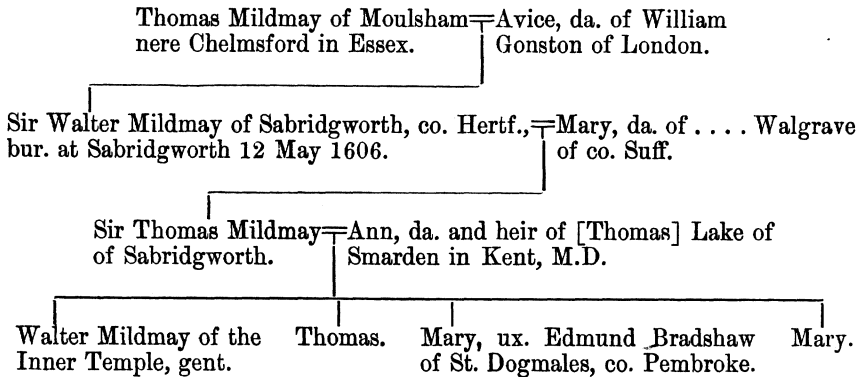 Thomas Mildmay of Moulsham=Avice, da. of William
nere Chelmsford in Essex. Gonston of London.
Sir Walter Mildmay of Sabridgworth, co. Hertf.,=Mary, da. of .... Walgrave
bur. at Sabridgworth 12 May 1606. of co. Suff.
Sir Thomas Mildmay=Ann, da. and heir of [Thomas] Lake of
of Sabridgworth. Smarden in Kent, M.D.
Walter Mildmay of the Thomas. Mary, ux. Edmund Bradshaw Mary.
Inner Temple, gent. of St. Dogmales, co. Pembroke.